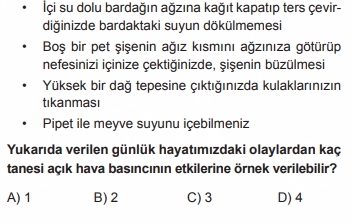 • İçi su dolu bardağın ağzına kağıt kapatıp ters çevir-
diğinizde bardaktaki suyun dökülmemesi
• Boş bir pet şişenin ağız kısmını ağzınıza götürüp
nefesinizi içinize çektiğinizde, şişenin büzülmesi
• Yüksek bir dağ tepesine çıktığınızda kulaklarınızın
tıkanması
• Pipet ile meyve suyunu içebilmeniz
Yukarıda verilen günlük hayatımızdaki olaylardan kaç
tanesi açık hava basıncının etkilerine örnek verilebilir?
A) 1 B) 2 C) 3 D) 4